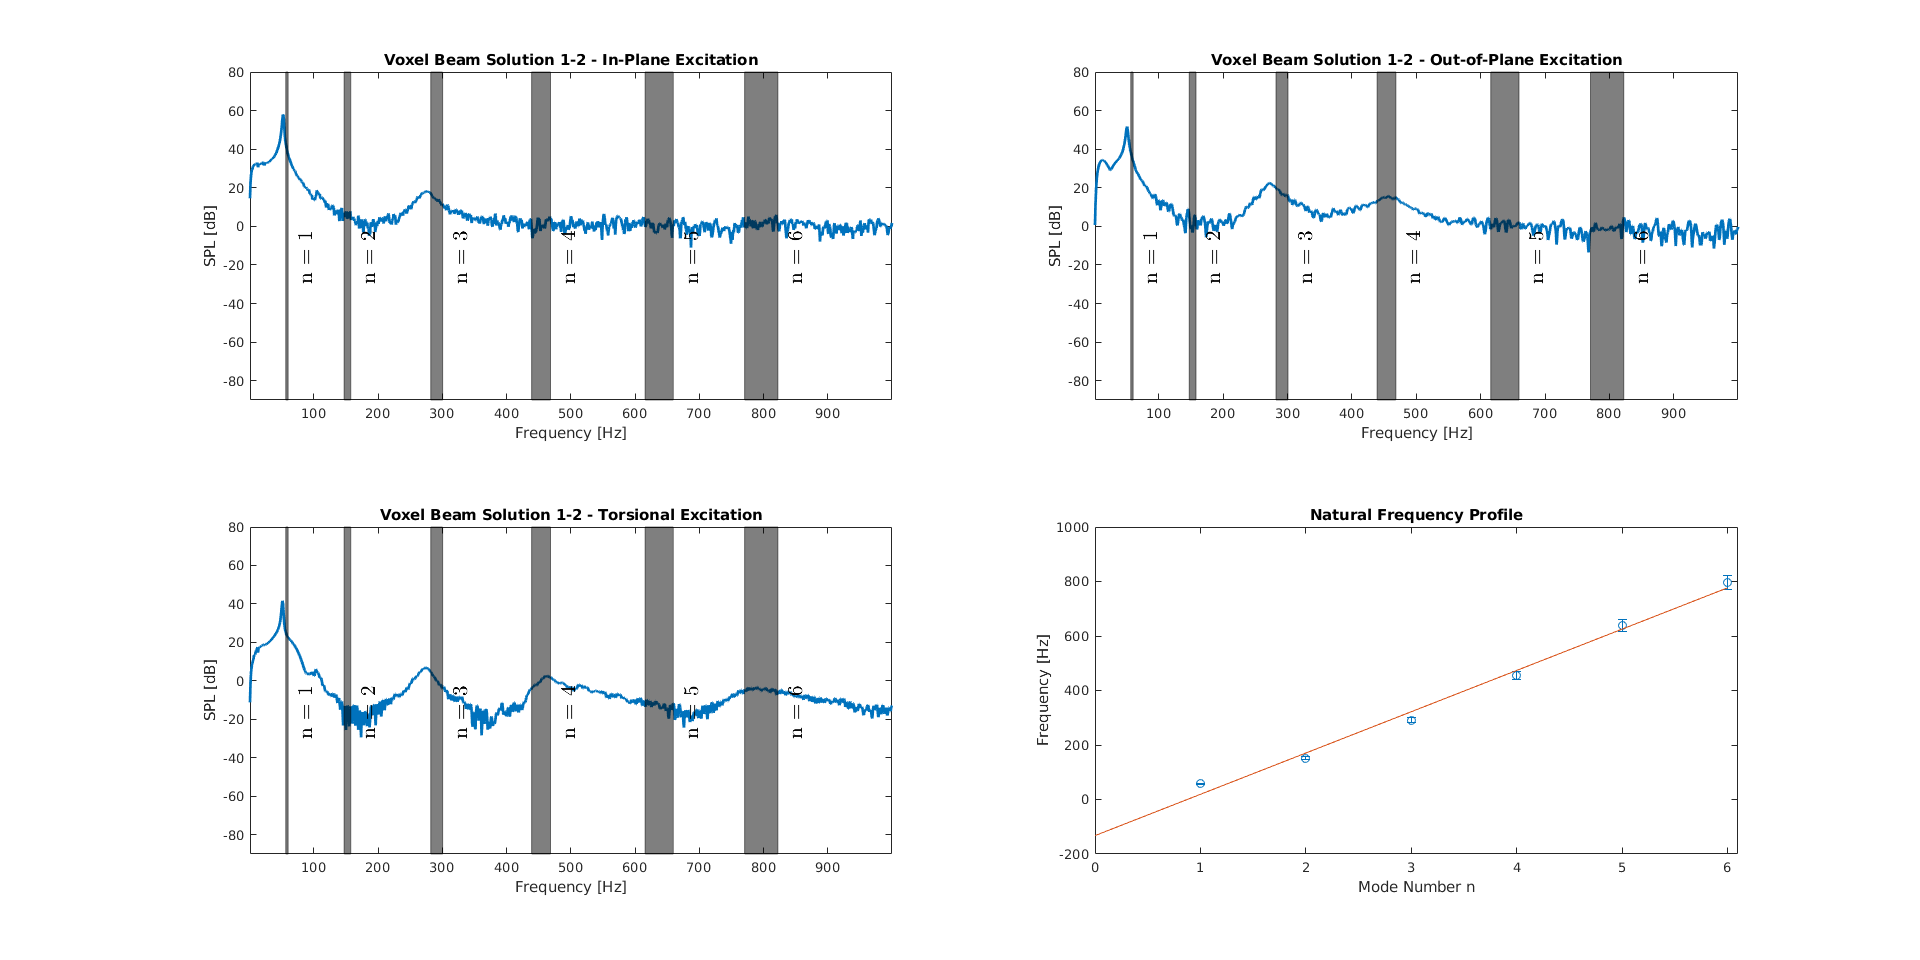 Voxel Beam Solution 1-2 - In-Plane Excitation
80
60
40
20
0
-20
-40
-60
-80
SPL [dB]
n = 1
n = 2
n = 3
n = 4
n = 5
n = 6
100 200 300 400 500 600 700 800 900
Frequency [Hz]
Voxel Beam Solution 1-2 - Out-of-Plane Excitation
80
60
40
20
0
-20
-40
-60
-80
SPL [dB]
n = 1
n = 2
n = 3
n = 4
n = 5
n = 6
100 200 300 400 500 600 700 800 900
Frequency [Hz]
Voxel Beam Solution 1-2 - Torsional Excitation
80
60
40
20
0
-20
-40
-60
-80
SPL [dB]
n = 1
n = 2
n = 3
n = 4
n = 5
n = 6
100 200 300 400 500 600 700 800 900
Frequency [Hz]
Natural Frequency Profile
1000
800
600
400
200
0
-200
Frequency [Hz]
0 1 2 3 4 5 6
Mode Number n